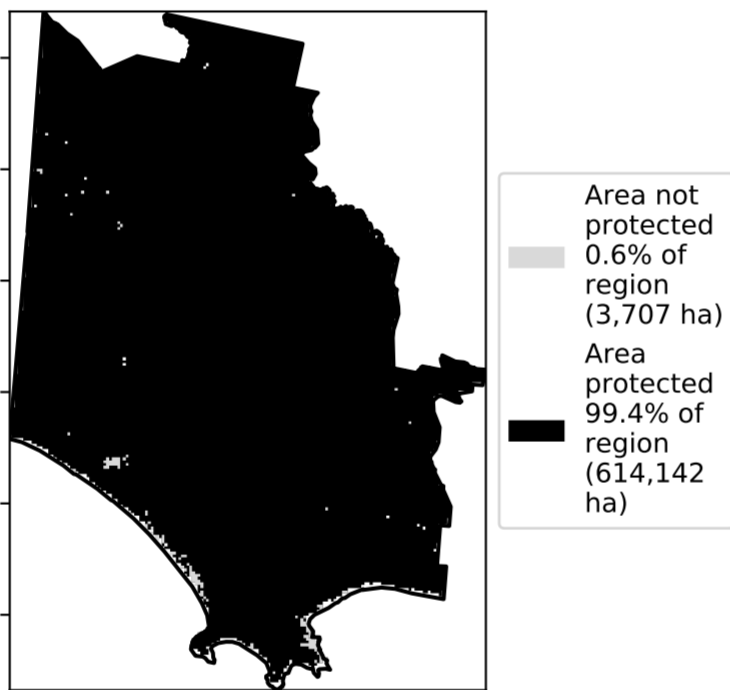 Area not
protected
0.6% of
region
(3,707 ha)
Area
protected
99.4% of
region
(614,142
ha)